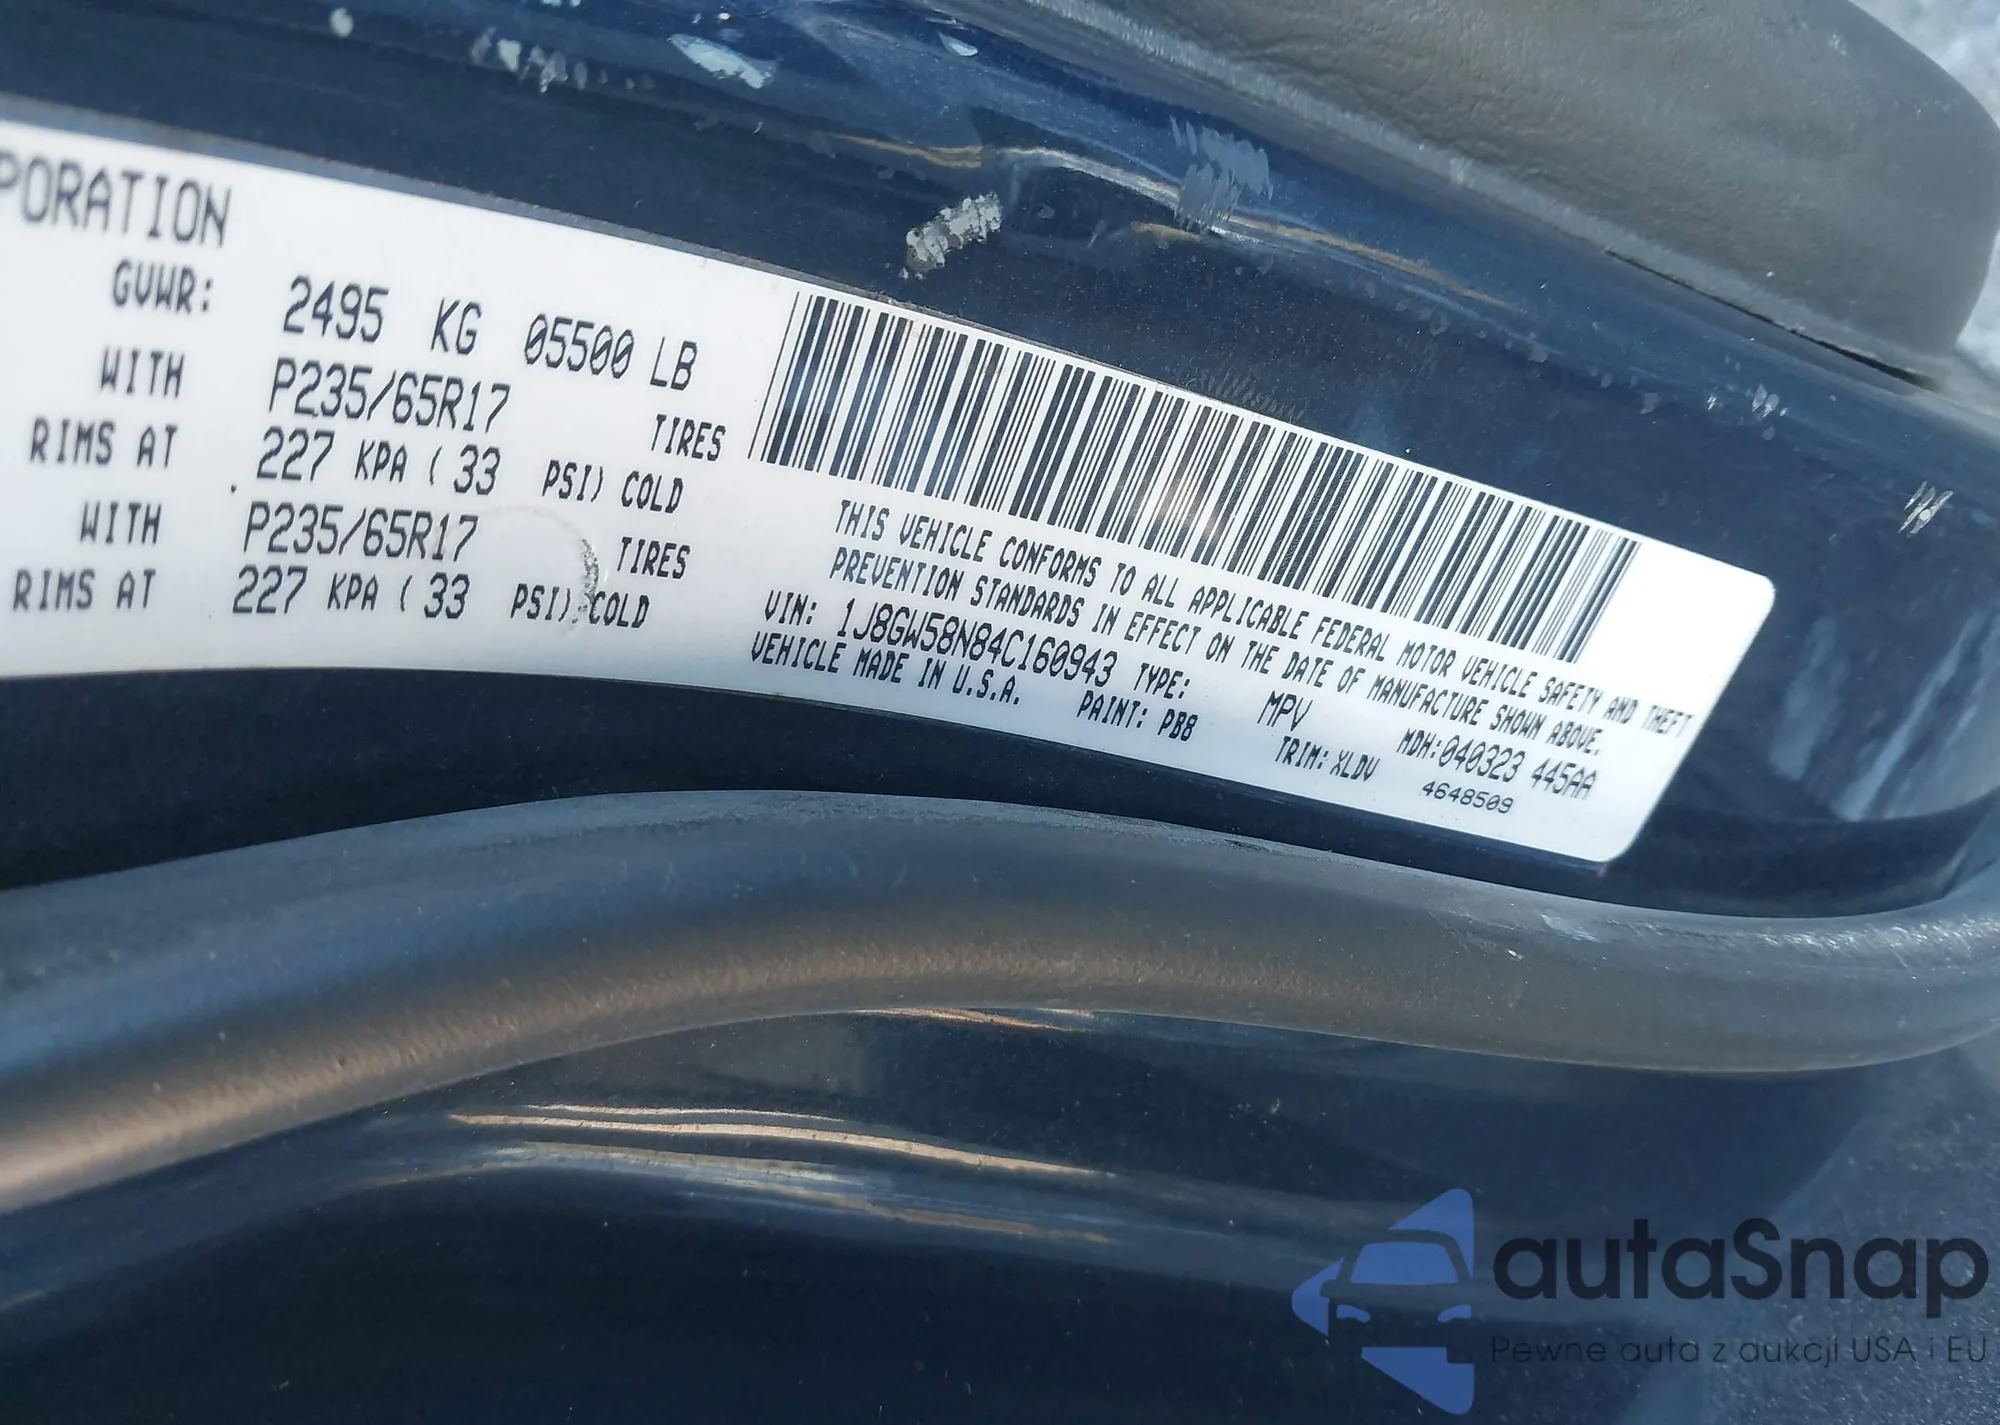 PORATION
GVWR: 2495 KG 05500 LB
WITH P235/65R17 TIRES
RIMS AT 227 KPA ( 33 PSI) COLD
WITH P235/65R17 TIRES
RIMS AT 227 KPA ( 33 PSI) COLD
THIS VEHICLE CONFORMS TO ALL APPLICABLE FEDERAL MOTOR VEHICLE SAFETY AND THEFT
PREVENTION STANDARDS IN EFFECT ON THE DATE OF MANUFACTURE SHOWN ABOVE.
VIN: 1J8GW58N84C160943 TYPE: MPV MDH:040323 445AA
VEHICLE MADE IN U.S.A. PAINT: PB8 TRIM: XLDV 4648509
autaSnap
Pewne auta z aukcji USA i EU